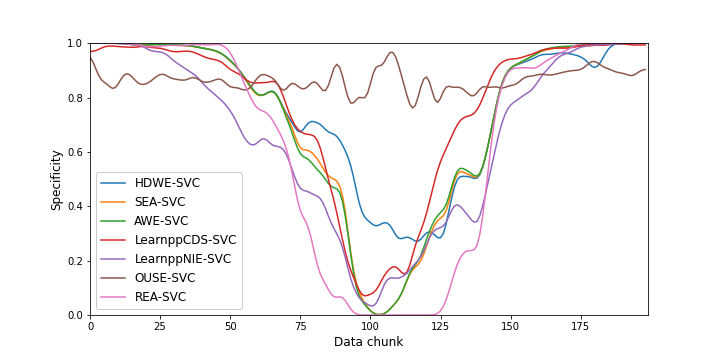 1.0
0.8
0.6
0.4
0.2
0.0
Specificity
HDWE-SVC
SEA-SVC
AWE-SVC
LearnppCDS-SVC
LearnppNIE-SVC
OUSE-SVC
REA-SVC
0 25 50 75 100 125 150 175
Data chunk